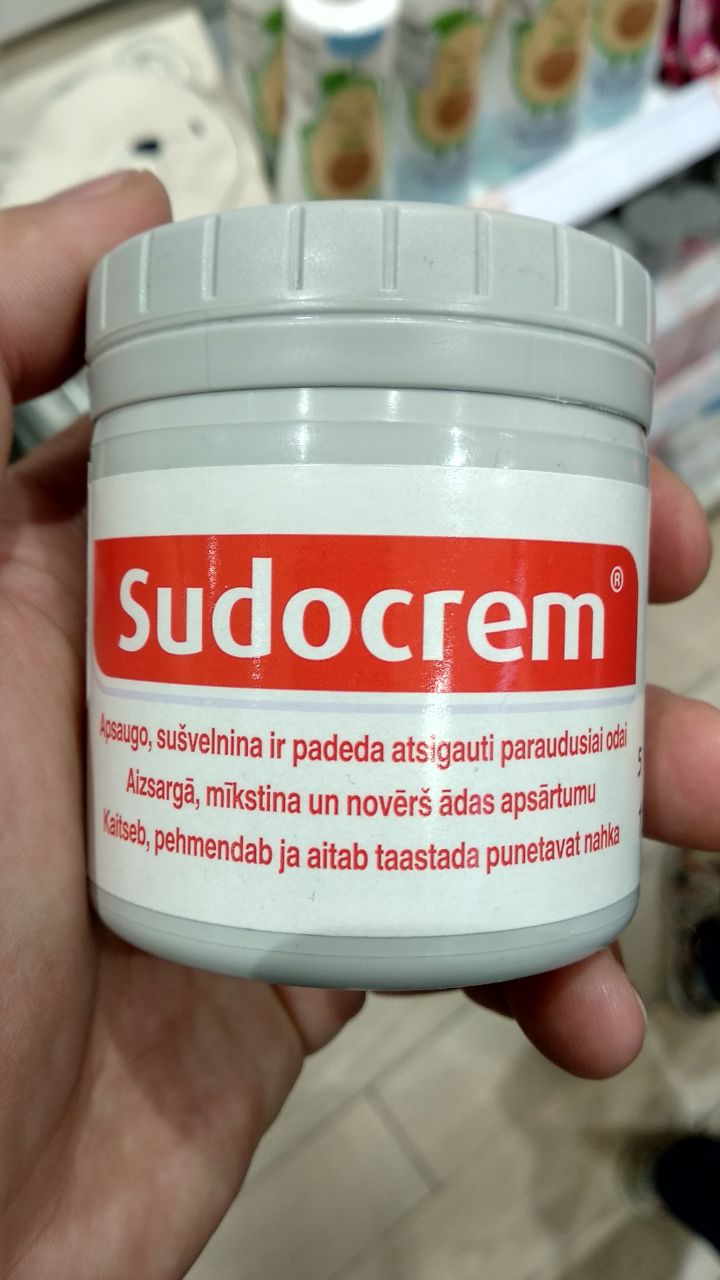 Sudocrem®
Apsaugo, sušvelnina ir padeda atsigauti paraudusiai odai
Aizsargā, mīkstina un novērš ādas apsārtumu
Kaitseb, pehmendab ja aitab taastada punetavat nahka